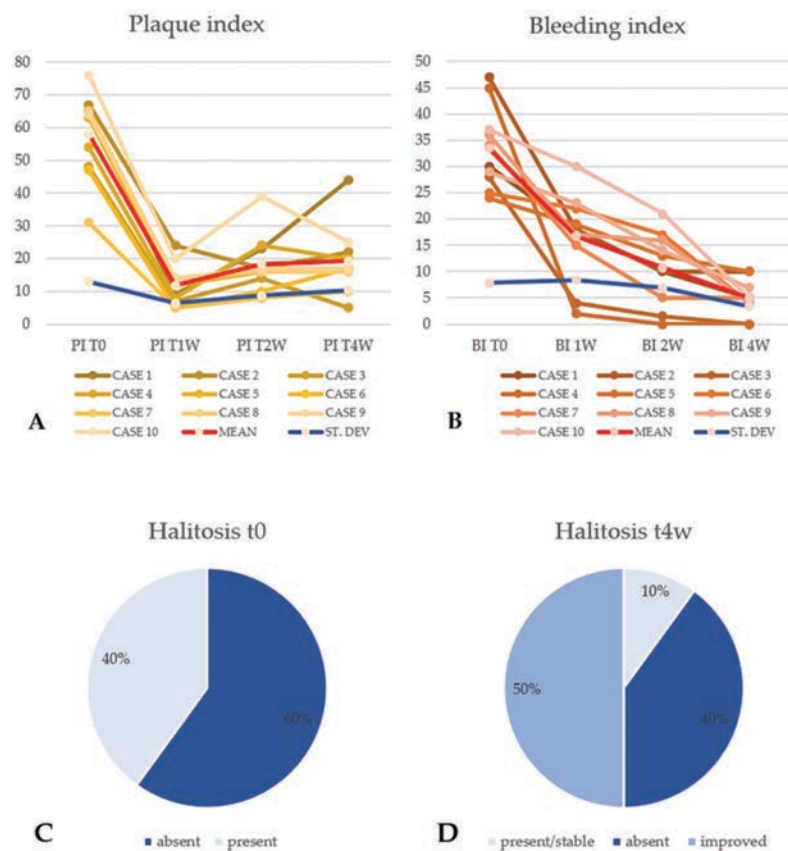 Plaque index
80
70
60
50
40
30
20
10
0
PI T0 PI T1W PI T2W PI T4W
CASE 1 CASE 2 CASE 3
CASE 4 CASE 5 CASE 6
CASE 7 CASE 8 CASE 9
CASE 10 MEAN ST. DEV
A
Bleeding index
50
45
40
35
30
25
20
15
10
5
0
BI T0 BI 1W BI 2W BI 4W
CASE 1 CASE 2 CASE 3
CASE 4 CASE 5 CASE 6
CASE 7 CASE 8 CASE 9
CASE 10 MEAN ST. DEV
B
Halitosis t0
40%
60%
C
absent present
Halitosis t4w
10%
50%
40%
D
present/stable absent improved